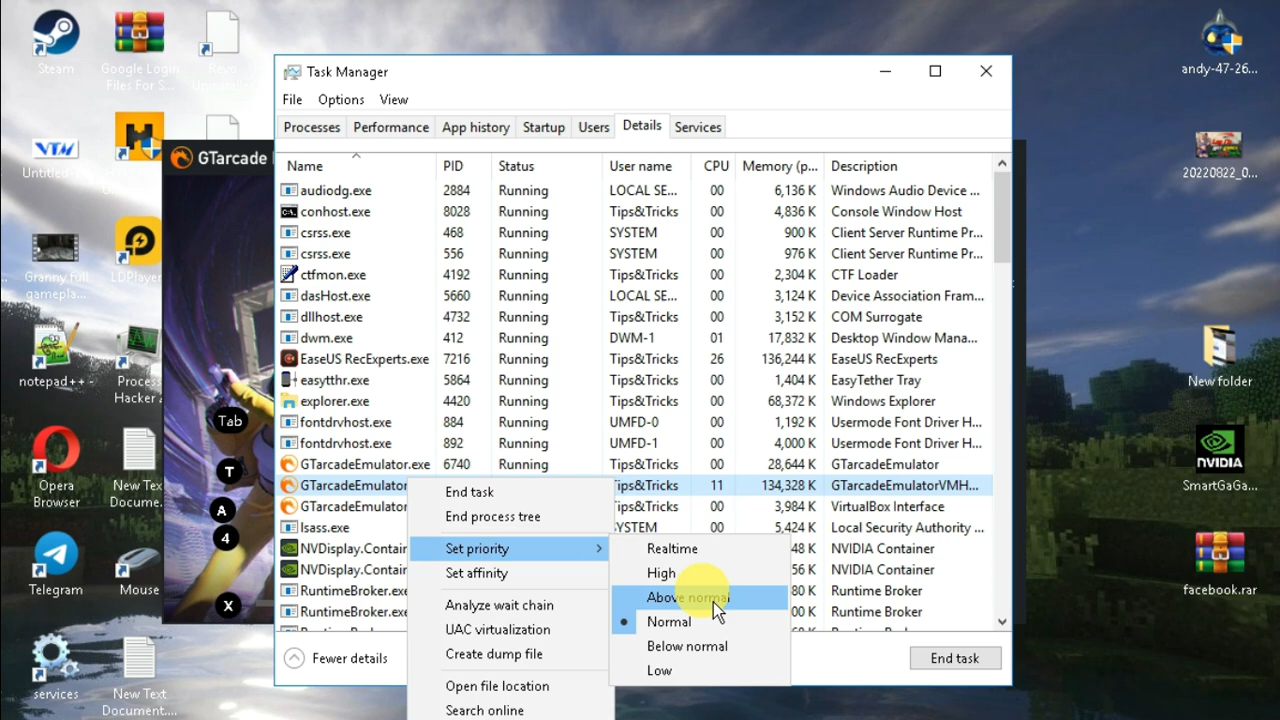 Steam
Google Login
Files For S...
Revo
Uninstaller
andy-47-26...
Task Manager
File Options View
Processes Performance App history Startup Users Details Services
VTM
Untitled-
GTarcade
20220822_0...
Name PID Status User name CPU Memory (p... Description
audiodg.exe 2884 Running LOCAL SE... 00 6,136 K Windows Audio Device ...
conhost.exe 8028 Running Tips&Tricks 00 4,836 K Console Window Host
csrss.exe 468 Running SYSTEM 00 900 K Client Server Runtime Pr...
csrss.exe 556 Running SYSTEM 00 976 K Client Server Runtime Pr...
ctfmon.exe 4192 Running Tips&Tricks 00 2,304 K CTF Loader
dasHost.exe 5660 Running LOCAL SE... 00 3,124 K Device Association Fram...
dllhost.exe 4732 Running Tips&Tricks 00 3,152 K COM Surrogate
dwm.exe 412 Running DWM-1 01 17,832 K Desktop Window Mana...
EaseUS RecExperts.exe 7216 Running Tips&Tricks 26 136,244 K EaseUS RecExperts
easytthr.exe 5864 Running Tips&Tricks 00 1,404 K EasyTether Tray
explorer.exe 4420 Running Tips&Tricks 00 68,372 K Windows Explorer
fontdrvhost.exe 884 Running UMFD-0 00 1,192 K Usermode Font Driver H...
fontdrvhost.exe 892 Running UMFD-1 00 4,000 K Usermode Font Driver H...
GTarcadeEmulator.exe 6740 Running Tips&Tricks 00 28,644 K GTarcadeEmulator
GTarcadeEmulator Tips&Tricks 11 134,328 K GTarcadeEmulatorVMH...
GTarcadeEmulator Tips&Tricks 00 3,984 K VirtualBox Interface
lsass.exe SYSTEM 00 5,424 K Local Security Authority ...
NVDisplay.Contair 48 K NVIDIA Container
NVDisplay.Contair 56 K NVIDIA Container
RuntimeBroker.exe 80 K Runtime Broker
RuntimeBroker.exe 00 K Runtime Broker
End task
End process tree
Set priority
Set affinity
Analyze wait chain
UAC virtualization
Create dump file
Open file location
Search online
Realtime
High
Above normal
Normal
Below normal
Low
Fewer details
End task
Granny full
gamepla...
LDPlayer
notepad++ -
Process
Hacker 2
Tab
T
A
4
X
Opera
Browser
New Tex
Docume...
Telegram
Mouse
services
New Text
Document....
New folder
NVIDIA
SmartGaGa...
facebook.rar